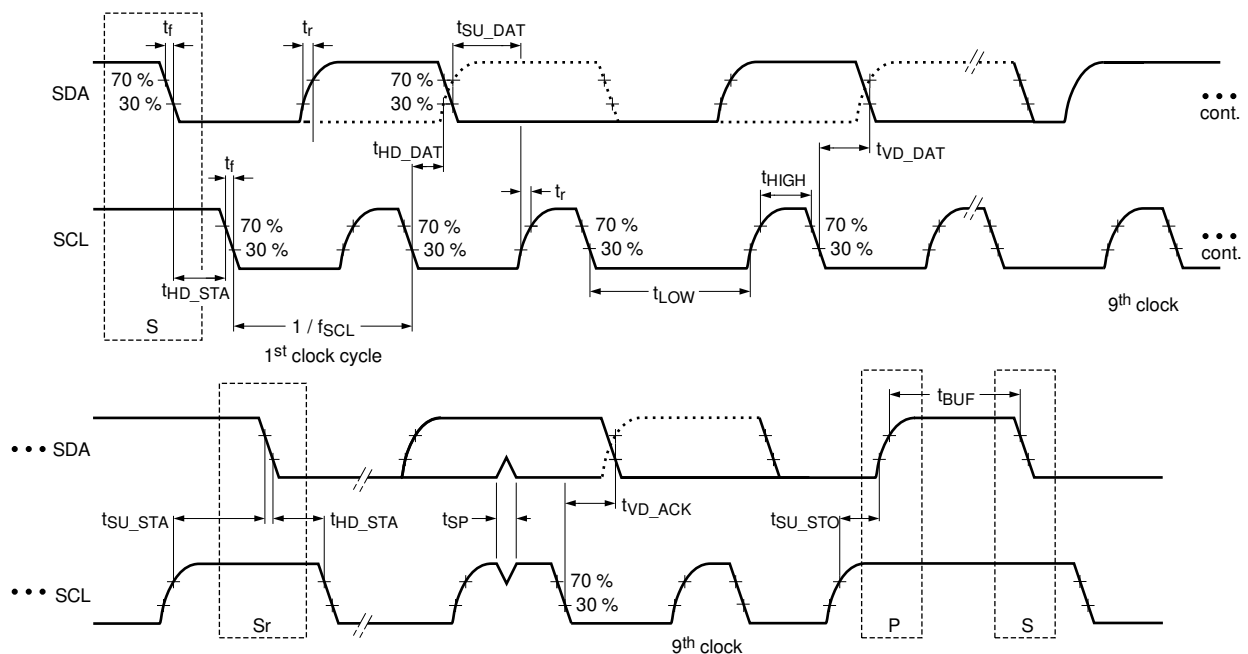 tf
tr
tSU_DAT
SDA
70 %
30 %
70 %
30 %
• • •
cont.
tHD_DAT
tVD_DAT
tf
tr
tHIGH
SCL
70 %
30 %
70 %
30 %
70 %
30 %
70 %
30 %
• • •
cont.
tHD_STA
tLOW
9th clock
S
1 / fSCL
1st clock cycle
tBUF
• • • SDA
tSU_STA
tHD_STA
tSP
tVD_ACK
tSU_STO
• • • SCL
70 %
30 %
Sr
9th clock
P
S